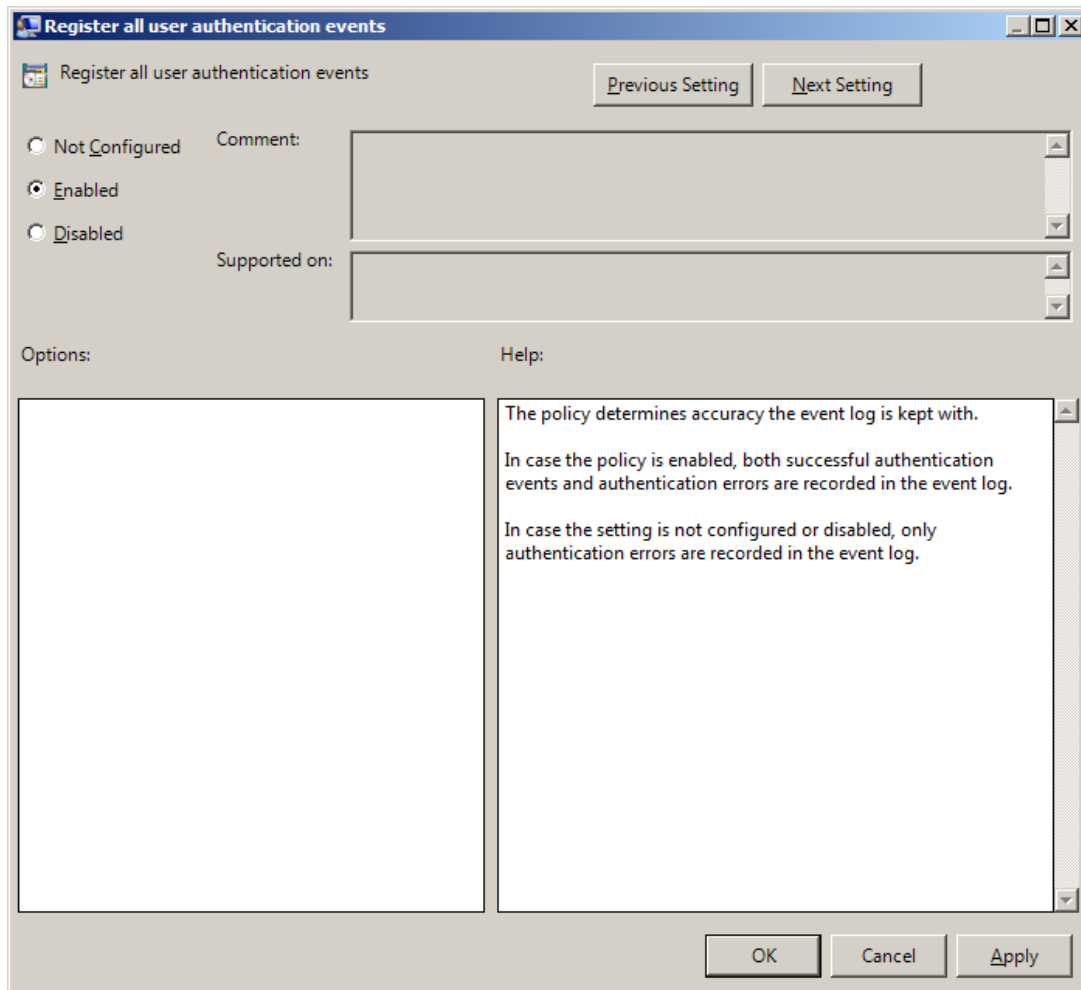 Register all user authentication events
Register all user authentication events
Previous Setting
Next Setting
Not Configured
Comment:
Enabled
Disabled
Supported on:
Options:
Help:
The policy determines accuracy the event log is kept with.
In case the policy is enabled, both successful authentication
events and authentication errors are recorded in the event log.
In case the setting is not configured or disabled, only
authentication errors are recorded in the event log.
OK
Cancel
Apply